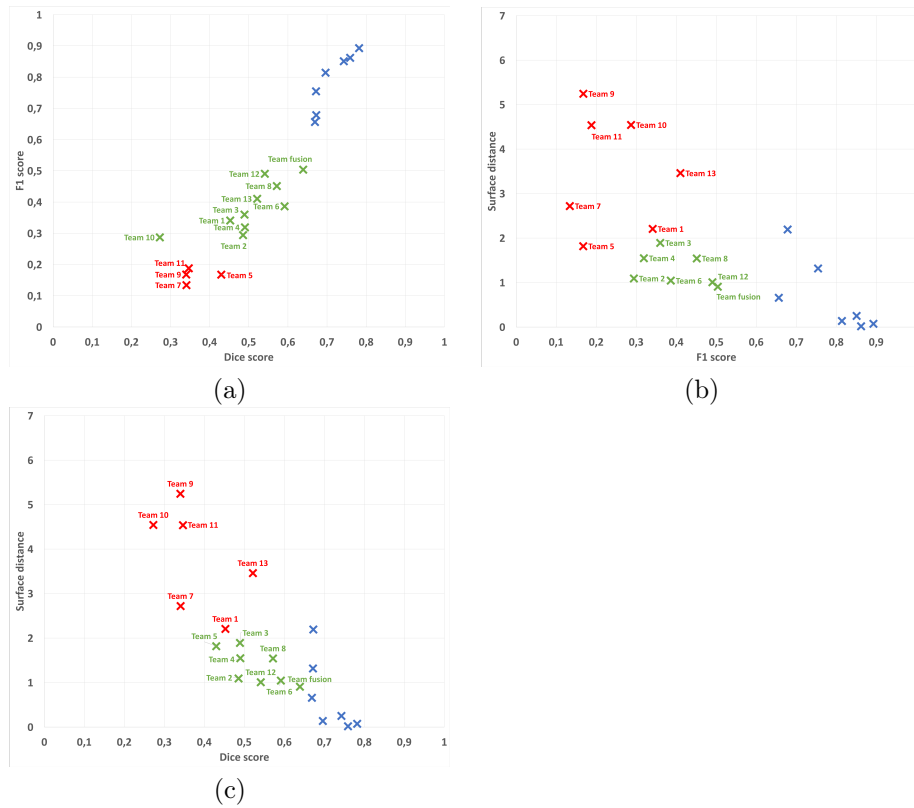 1
0,9
0,8
0,7
0,6
0,5
0,4
0,3
0,2
0,1
0
F1 score
Team fusion
Team 12
Team 8
Team 13
Team 6
Team 3
Team 1
Team 4
Team 2
Team 10
Team 11
Team 9
Team 5
Team 7
0 0,1 0,2 0,3 0,4 0,5 0,6 0,7 0,8 0,9 1
Dice score
(a)
7
6
5
4
3
2
1
0
Surface distance
Team 9
Team 10
Team 11
Team 13
Team 7
Team 1
Team 3
Team 5
Team 4
Team 8
Team 2
Team 6
Team 12
Team fusion
0 0,1 0,2 0,3 0,4 0,5 0,6 0,7 0,8 0,9 1
F1 score
(b)
7
6
5
4
3
2
1
0
Surface distance
Team 9
Team 10
Team 11
Team 13
Team 7
Team 1
Team 5
Team 3
Team 4
Team 8
Team 2
Team 12
Team fusion
Team 6
0 0,1 0,2 0,3 0,4 0,5 0,6 0,7 0,8 0,9 1
Dice score
(c)